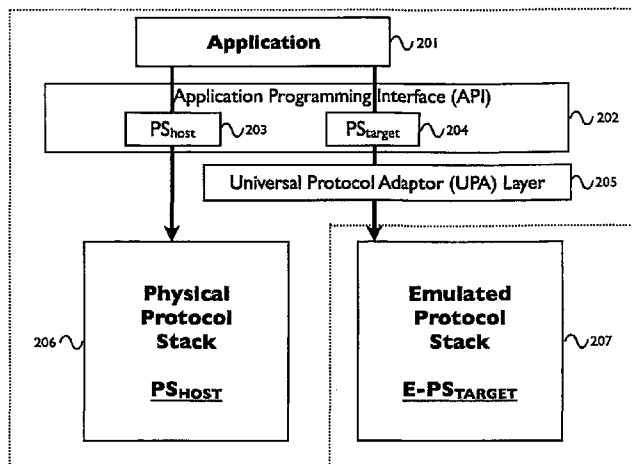 Application
201
Application Programming Interface (API)
202
PShost
203
PStarget
204
Universal Protocol Adaptor (UPA) Layer
205
Physical
Protocol
Stack
PSHOST
206
Emulated
Protocol
Stack
E-PSTARGET
207